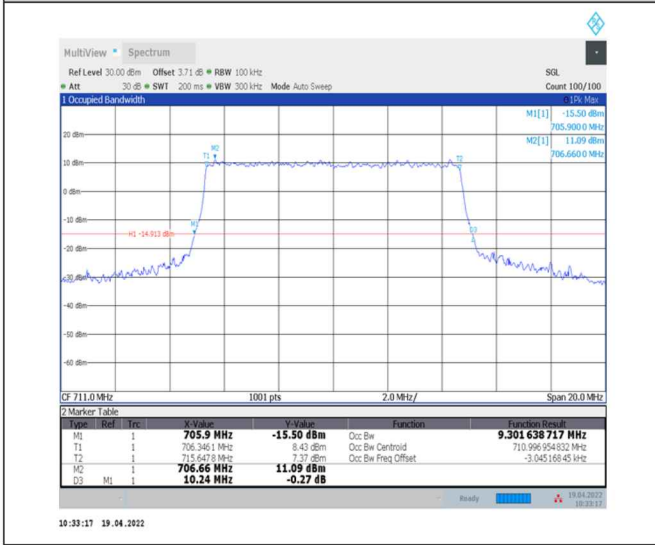 MultiView Spectrum
Ref Level 30.00 dBm Offset 3.71 dB RBW 100 kHz SGL
Att 30 dB SWT 200 ms VBW 300 kHz Mode Auto Sweep Count 100/100
1 Occupied Bandwidth 1Pk Max
M1[1] -15.50 dBm
705.9000 MHz
M2[1] 11.09 dBm
706.6600 MHz
20 dBm
M2
T1
T2
10 dBm
0 dBm
-10 dBm
M1
H1 -14.913 dBm
D3
-20 dBm
-30 dBm
-40 dBm
-50 dBm
-60 dBm
CF 711.0 MHz 1001 pts 2.0 MHz/ Span 20.0 MHz
2 Marker Table
Type Ref Trc X-Value Y-Value Function Function Result
M1 1 705.9 MHz -15.50 dBm Occ Bw 9.301 638 717 MHz
T1 1 706.3461 MHz 8.43 dBm Occ Bw Centroid 710.996 954 832 MHz
T2 1 715.6478 MHz 7.37 dBm Occ Bw Freq Offset -3.045 168 45 kHz
M2 1 706.66 MHz 11.09 dBm
D3 M1 1 10.24 MHz -0.27 dB
Ready 19.04.2022
10:33:17
10:33:17 19.04.2022